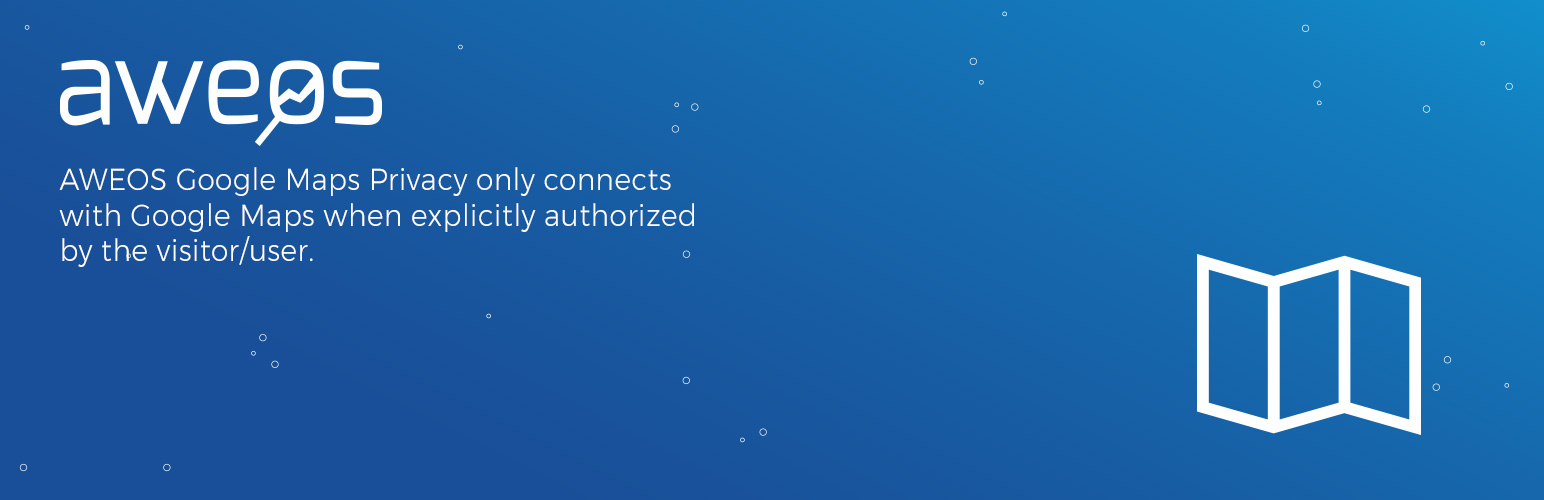 aweos
AWEOS Google Maps Privacy only connects
with Google Maps when explicitly authorized
by the visitor/user.